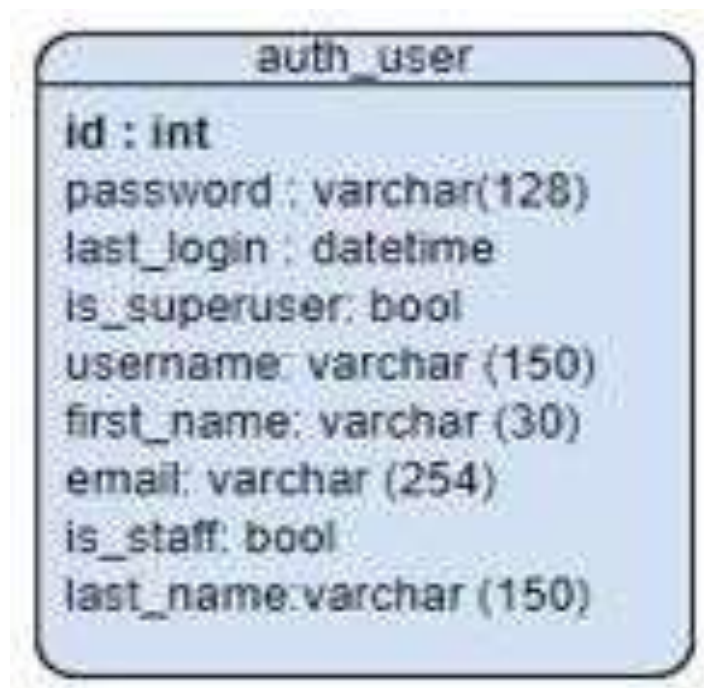 auth_user
id : int
password : varchar(128)
last_login : datetime
is_superuser: bool
username: varchar (150)
first_name: varchar (30)
email: varchar (254)
is_staff: bool
last_name:varchar (150)